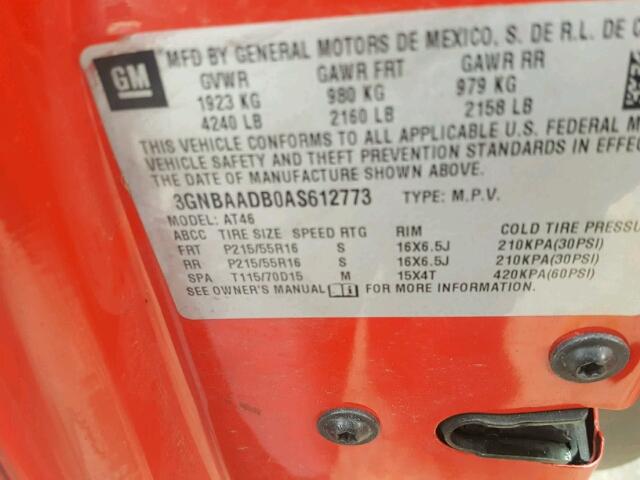 GM
MFD BY GENERAL MOTORS DE MEXICO, S. DE R.L. DE C
GVWR GAWR FRT GAWR RR
1923 KG 980 KG 979 KG
4240 LB 2160 LB 2158 LB
THIS VEHICLE CONFORMS TO ALL APPLICABLE U.S. FEDERAL M
VEHICLE SAFETY AND THEFT PREVENTION STANDARDS IN EFFE
THE DATE OF MANUFACTURE SHOWN ABOVE.
3GNBAADB0AS612773 TYPE: M.P.V.
MODEL: AT46
ABCC TIRE SIZE SPEED RTG RIM COLD TIRE PRESSU
FRT P215/55R16 S 16X6.5J 210KPA(30PSI)
RR P215/55R16 S 16X6.5J 210KPA(30PSI)
SPA T115/70D15 M 15X4T 420KPA(60PSI)
SEE OWNER'S MANUAL FOR MORE INFORMATION.